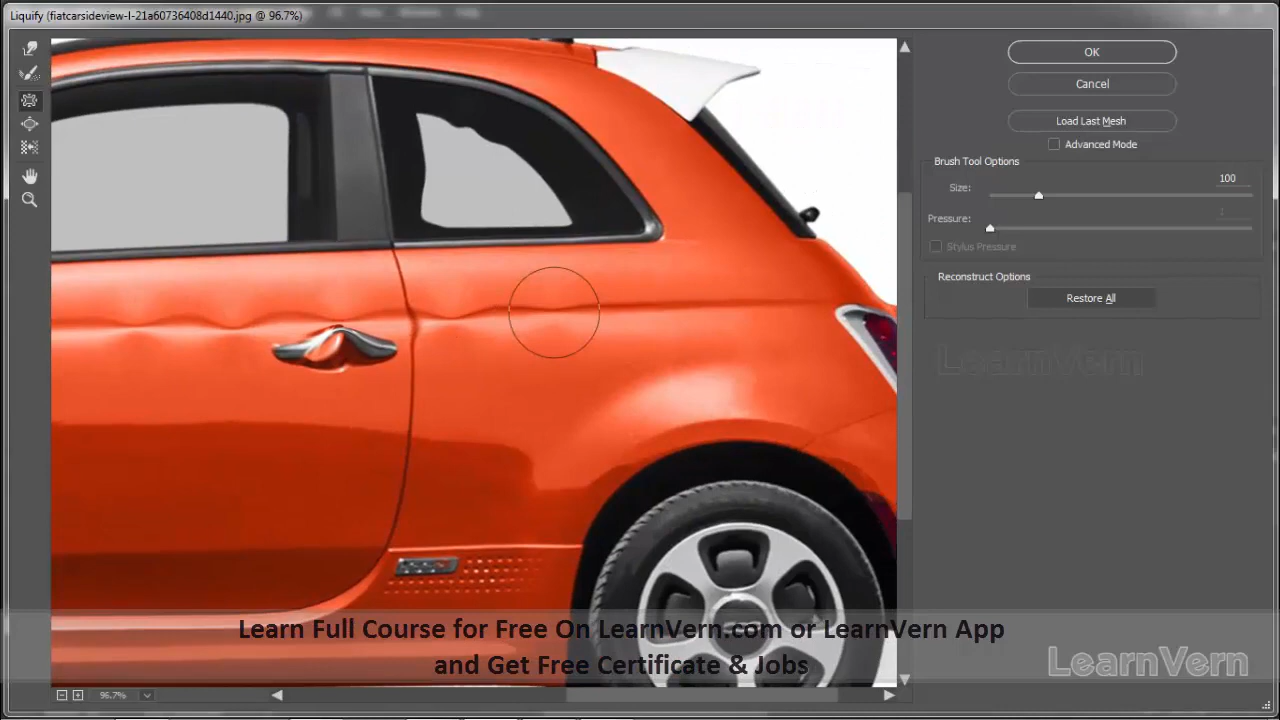 Liquify (fiatcarsideview-l-21a60736408d1440.jpg @ 96.7%)
OK
Cancel
Load Last Mesh
Advanced Mode
Brush Tool Options
Size:
100
Pressure:
1
Stylus Pressure
Reconstruct Options
Restore All
LearnVern
Learn Full Course for Free On LearnVern.com or LearnVern App
and Get Free Certificate & Jobs
LearnVern
96.7%